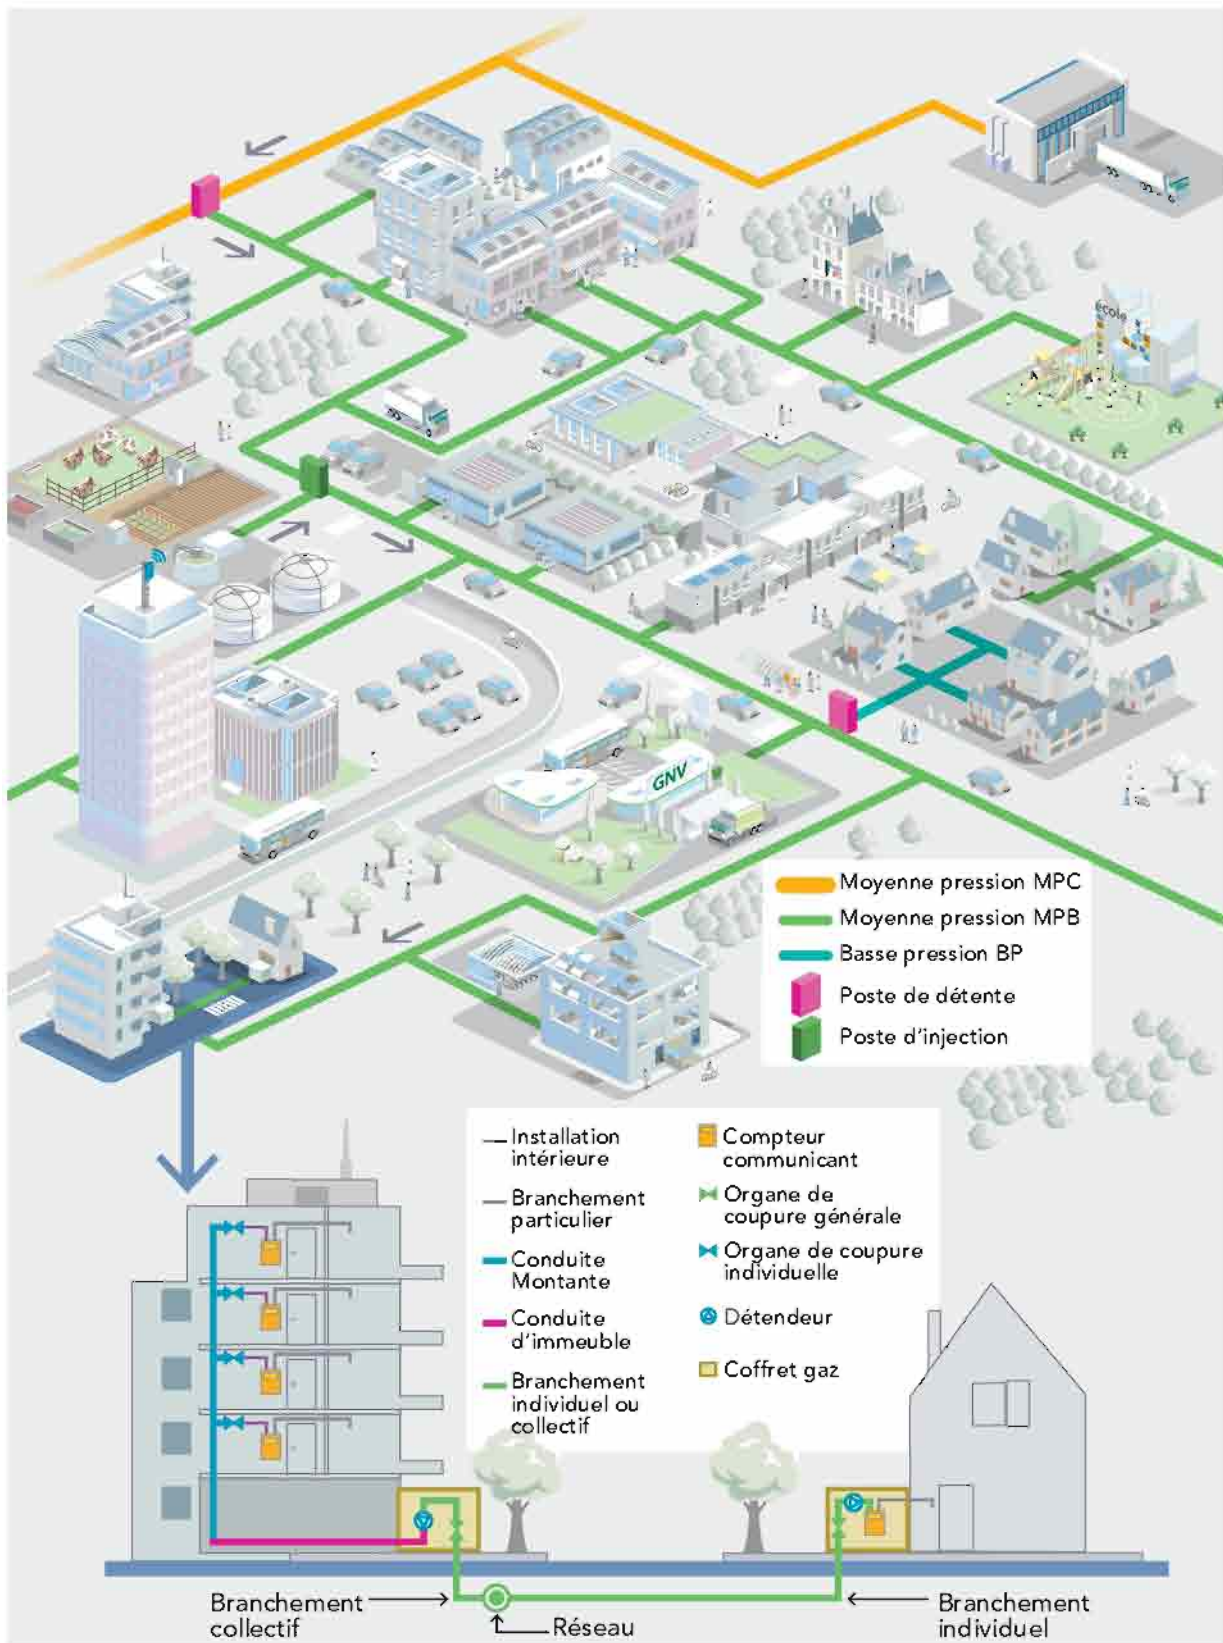 école
GNV
Moyenne pression MPC
Moyenne pression MPB
Basse pression BP
Poste de détente
Poste d'injection
Installation
intérieure
Branchement
particulier
Conduite
Montante
Conduite
d'immeuble
Branchement
individuel ou
collectif
Compteur
communicant
Organe de
coupure générale
Organe de coupure
individuelle
Détendeur
Coffret gaz
Branchement
collectif
Réseau
Branchement
individuel